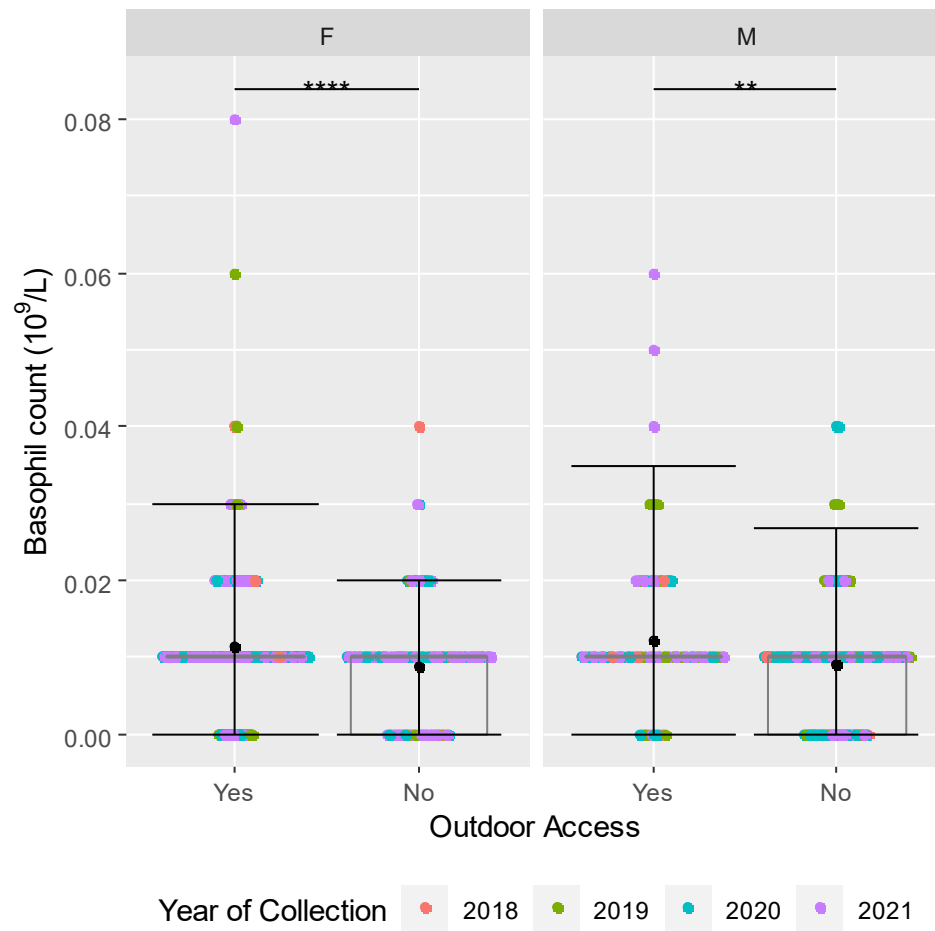 F M
**** **
0.08
0.06
0.04
0.02
0.00
Basophil count (10⁹/L)
Yes No Yes No
Outdoor Access
Year of Collection 2018 2019 2020 2021